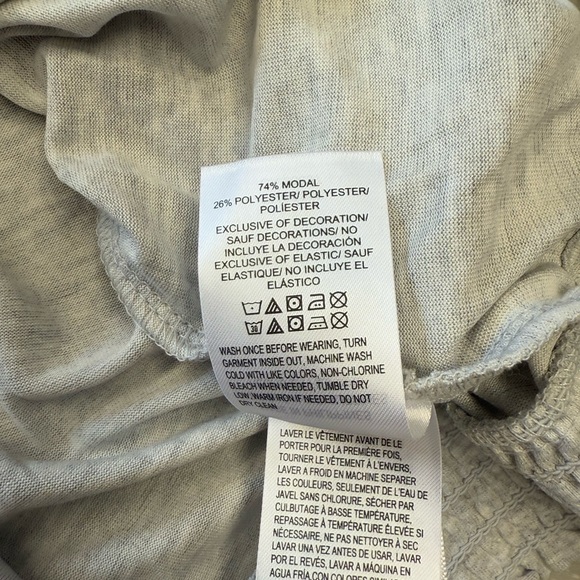 74% MODAL
26% POLYESTER/ POLYESTER/
POLÍESTER
EXCLUSIVE OF DECORATION/
SAUF DECORATIONS/ NO
INCLUYE LA DECORACIÓN
EXCLUSIVE OF ELASTIC/ SAUF
ELASTIQUE/ NO INCLUYE EL
ELÁSTICO
30
WASH ONCE BEFORE WEARING, TURN
GARMENT INSIDE OUT, MACHINE WASH
COLD WITH LIKE COLORS, NON-CHLORINE
BLEACH WHEN NEEDED, TUMBLE DRY
LOW ,WARM IRON IF NEEDED, DO NOT
DRY CLEAN
LAVER LE VÊTEMENT AVANT DE LE
PORTER POUR LA PREMIÈRE FOIS,
TOURNER LE VÊTEMENT À L'ENVERS,
LAVER A FROID EN MACHINE SEPARER
LES COULEURS, SEULEMENT DE L'EAU DE
JAVEL SANS CHLORURE, SÉCHER PAR
CULBUTAGE À BASSE TEMPÉRATURE,
REPASSAGE À TEMPÉRATURE ÉLEVÉE SI
NÉCESSAIRE, NE PAS NETTOYER À SEC
LAVAR UNA VEZ ANTES DE USAR, LAVAR
POR EL REVÉS, LAVAR A MÁQUINA EN
AGUA FRÍA,CON COLORES